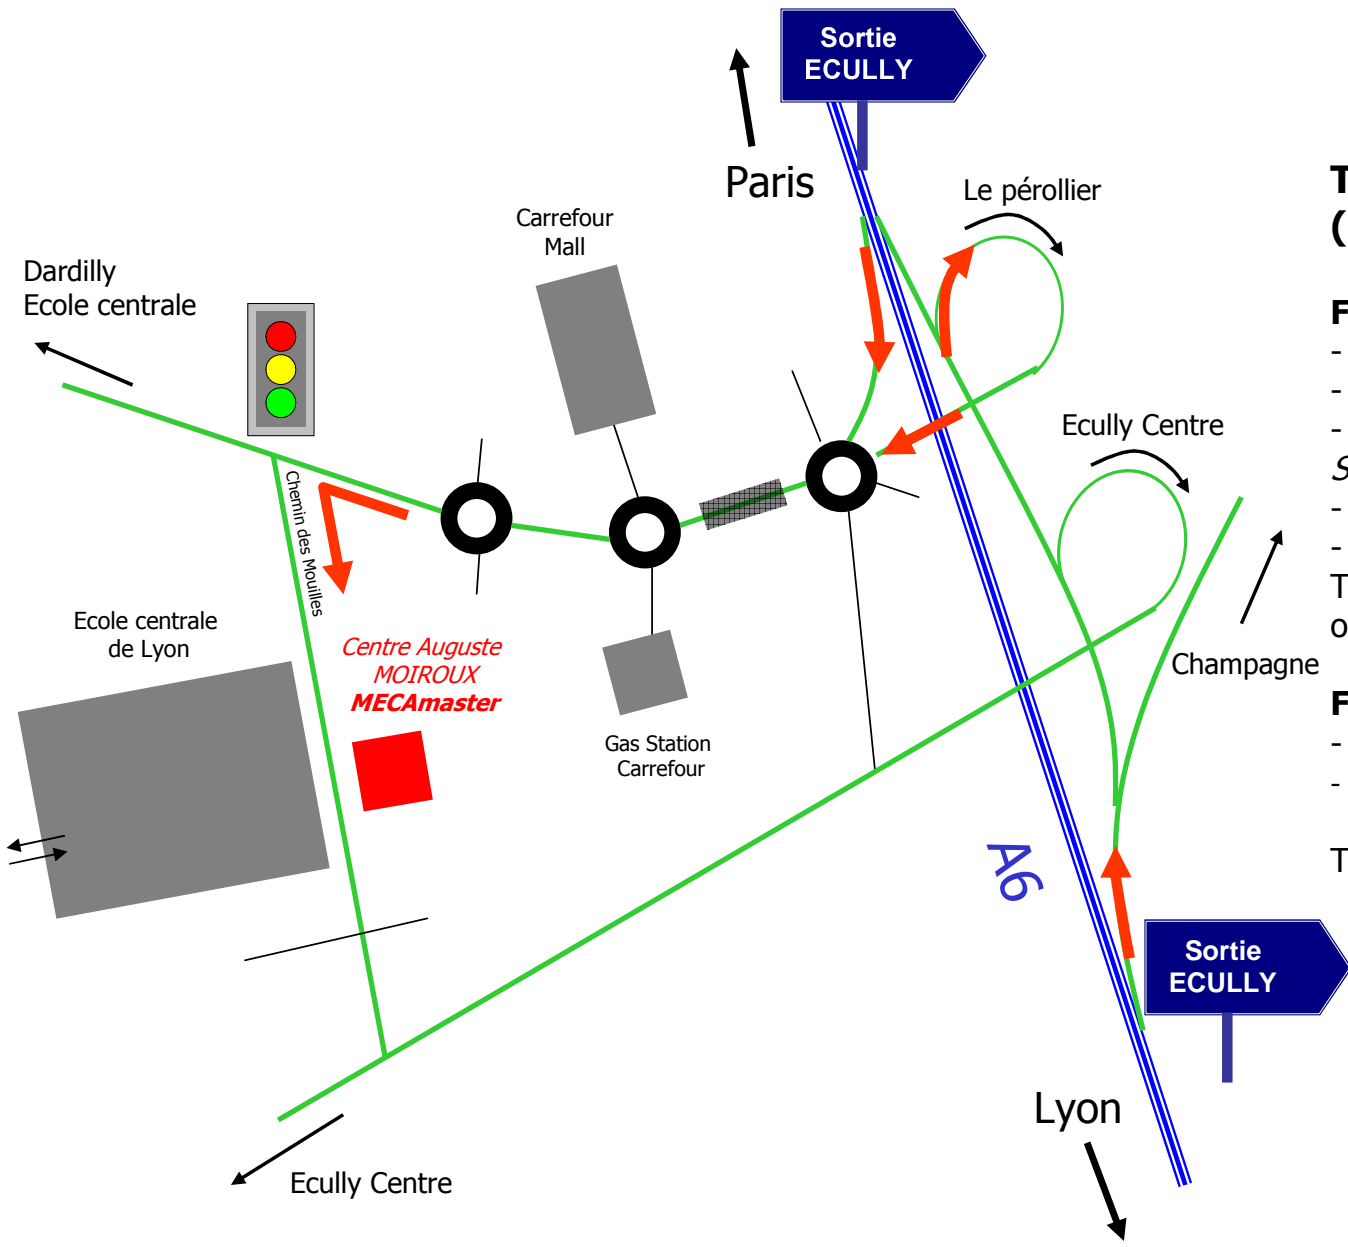 Sortie
ECULLY
Paris
Le pérollier
Carrefour
Mall
Dardilly
Ecole centrale
Ecully Centre
Chemin des Mouilles
Ecole centrale
de Lyon
Centre Auguste
MOIROUX
MECAmaster
Champagne
Gas Station
Carrefour
A6
Sortie
ECULLY
Lyon
Ecully Centre
T
(
F
-
-
-
S
-
-
T
o
F
-
-
T